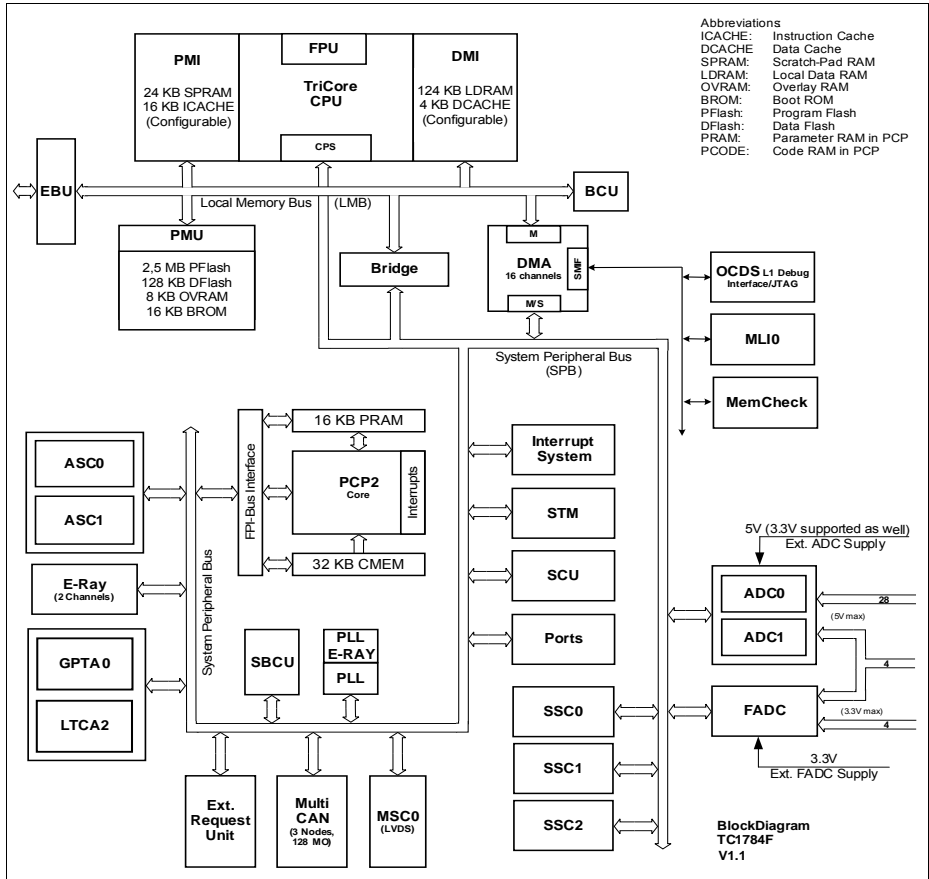 Abbreviations
ICACHE: Instruction Cache
DCACHE Data Cache
SPRAM: Scratch-Pad RAM
LDRAM: Local Data RAM
OVRAM: Overlay RAM
BROM: Boot ROM
PFlash: Program Flash
DFlash: Data Flash
PRAM: Parameter RAM in PCP
PCODE: Code RAM in PCP
PMI
24 KB SPRAM
16 KB ICACHE
(Configurable)
FPU
TriCore
CPU
CPS
DMI
124 KB LDRAM
4 KB DCACHE
(Configurable)
EBU
Local Memory Bus (LMB)
BCU
PMU
2,5 MB PFlash
128 KB DFlash
8 KB OVRAM
16 KB BROM
Bridge
M
DMA
16 channels
SMIF
M/S
OCDS L1 Debug
Interface/JTAG
MLI0
MemCheck
System Peripheral Bus
(SPB)
ASC0
ASC1
E-Ray
(2 Channels)
GPTA0
LTCA2
System Peripheral Bus
FPI-Bus Interface
16 KB PRAM
PCP2
Core
Interrupts
32 KB CMEM
SBCU
PLL
E-RAY
PLL
Interrupt
System
STM
SCU
Ports
SSC0
SSC1
SSC2
5V (3.3V supported as well)
Ext. ADC Supply
ADC0
ADC1
28
(5V max)
4
FADC
(3.3V max)
4
3.3V
Ext. FADC Supply
Ext.
Request
Unit
Multi
CAN
(3 Nodes,
128 MO)
MSC0
(LVDS)
BlockDiagram
TC1784F
V1.1